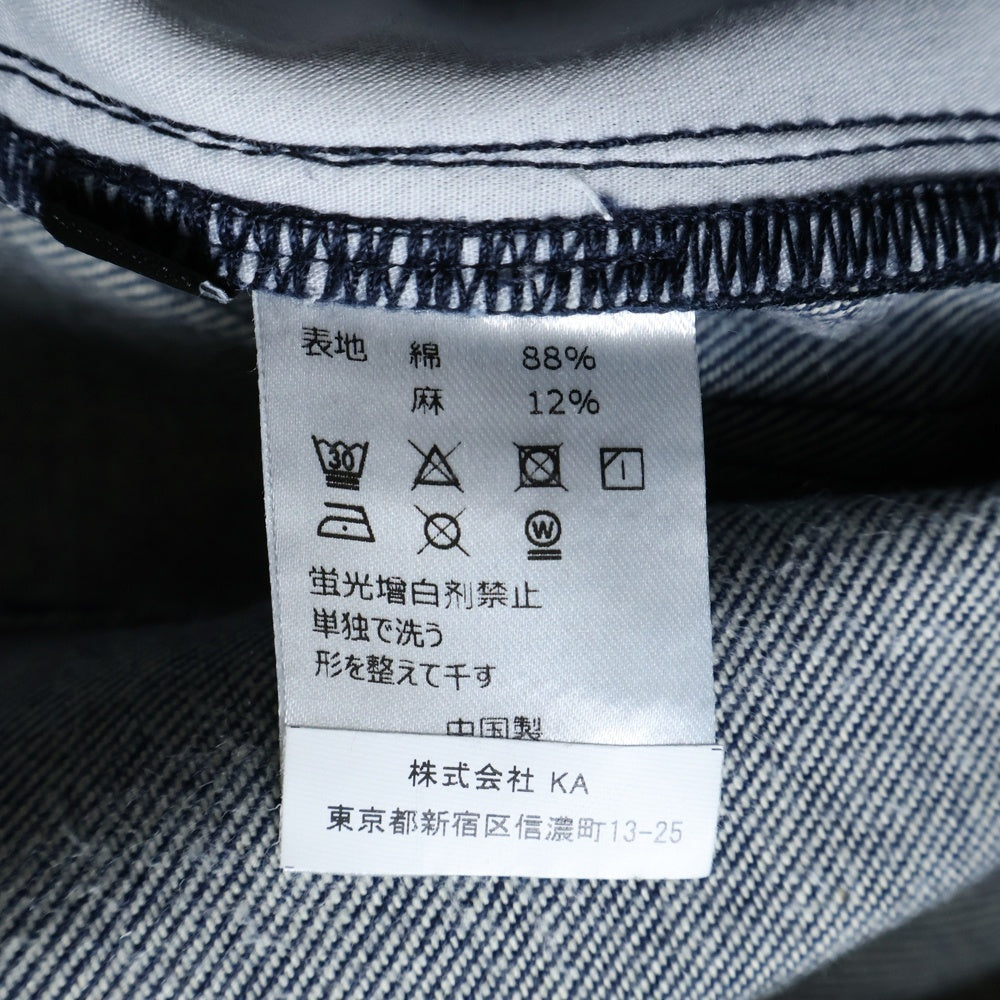 表地 綿 88%
麻 12%
30
W
蛍光増白剤禁止
単独で洗う
形を整えて干す
中国製
株式会社 KA
東京都新宿区信濃町13-25